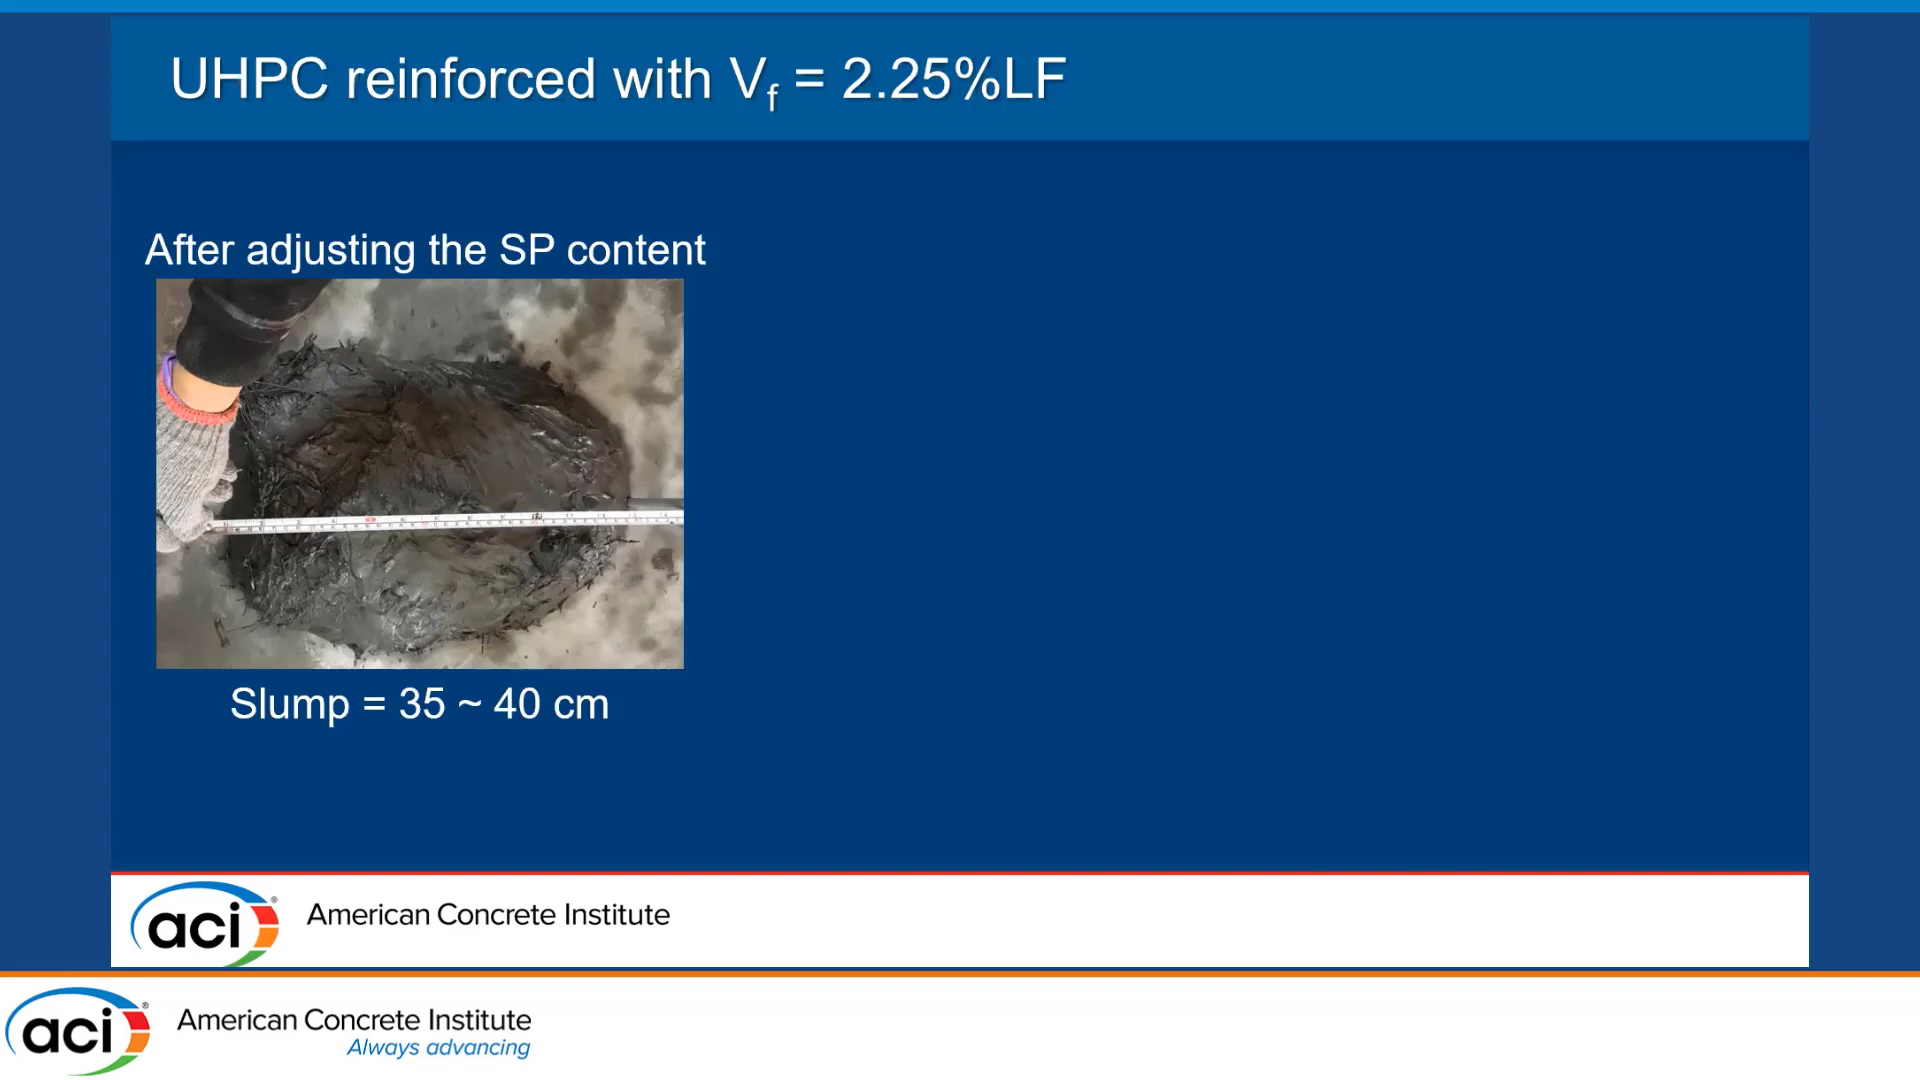 UHPC reinforced with Vf = 2.25%LF
After adjusting the SP content
Slump = 35 ~ 40 cm
aci® American Concrete Institute
aci® American Concrete Institute
Always advancing